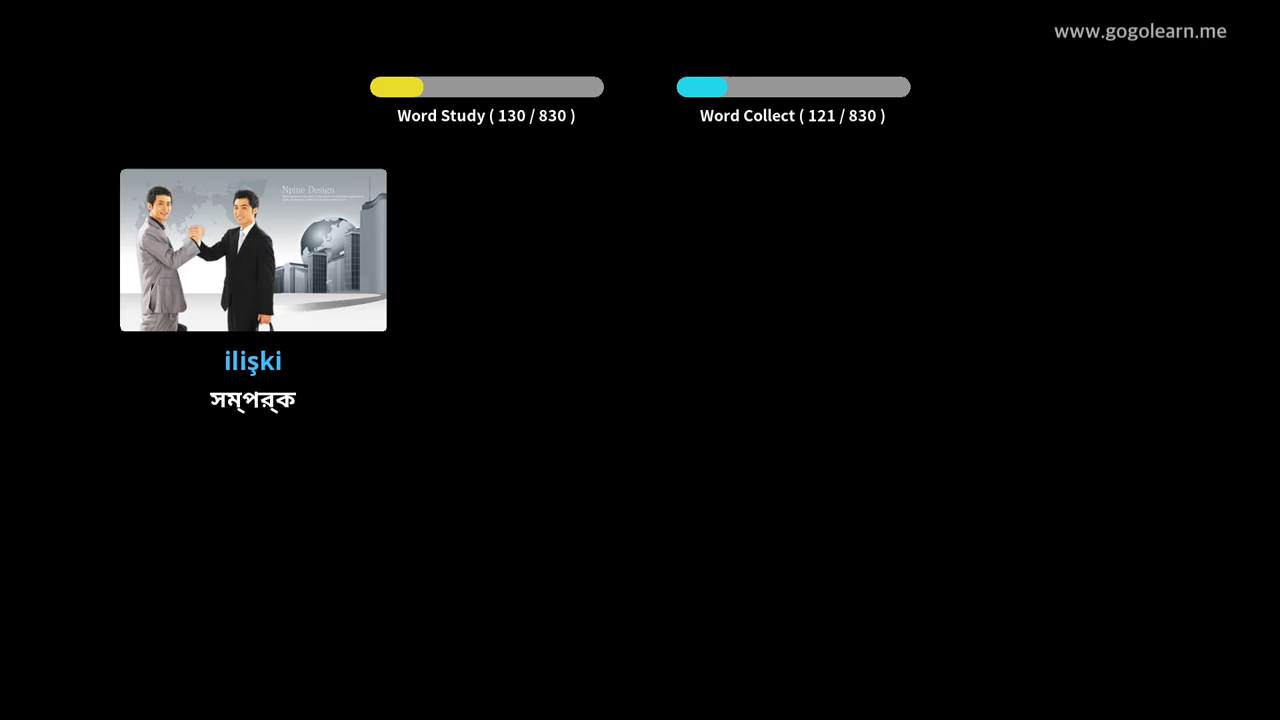 www.gogolearn.me
Word Study ( 130 / 830 )
Word Collect ( 121 / 830 )
Npine Design
ilişki
সম্পর্ক